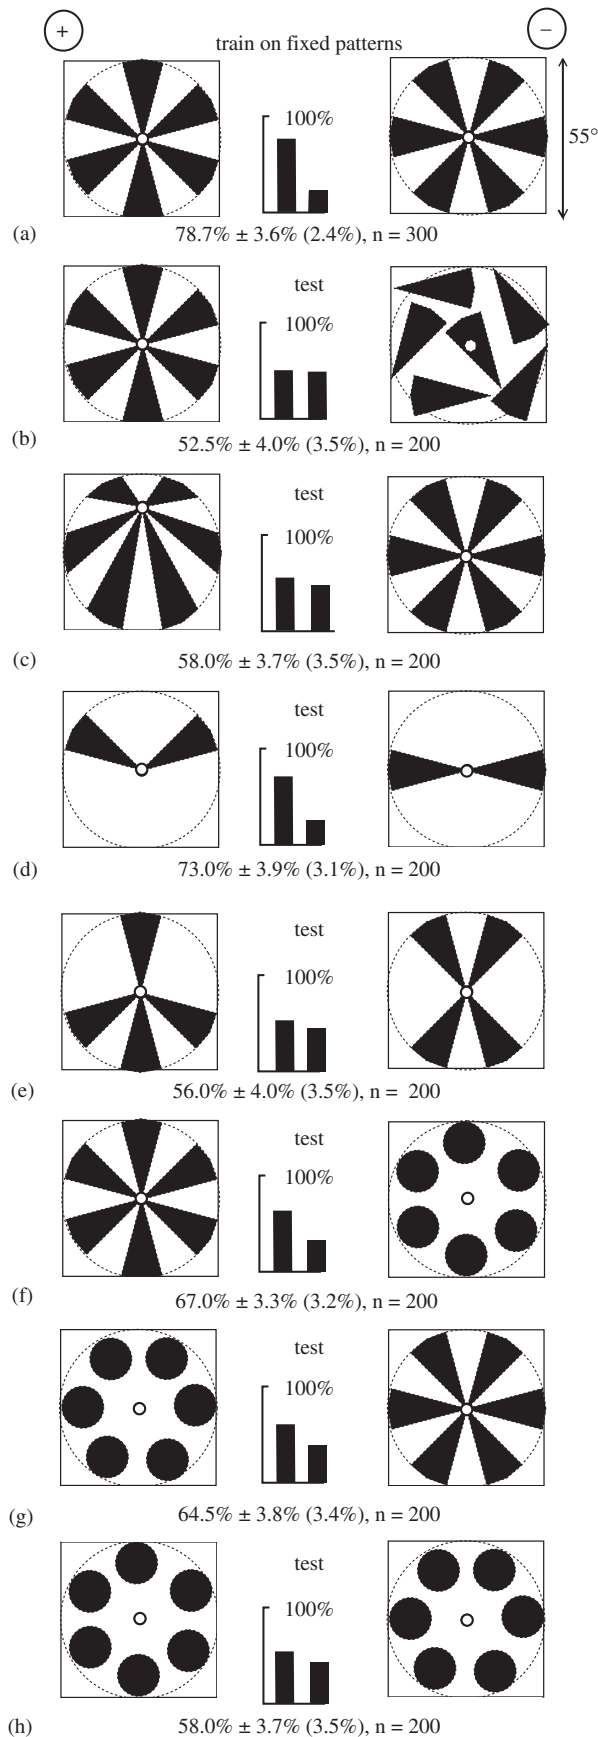 +
−
train on fixed patterns
100%
55°
(a)
78.7% ± 3.6% (2.4%), n = 300
test
100%
(b)
52.5% ± 4.0% (3.5%), n = 200
test
100%
(c)
58.0% ± 3.7% (3.5%), n = 200
test
100%
(d)
73.0% ± 3.9% (3.1%), n = 200
test
100%
(e)
56.0% ± 4.0% (3.5%), n = 200
test
100%
(f)
67.0% ± 3.3% (3.2%), n = 200
test
100%
(g)
64.5% ± 3.8% (3.4%), n = 200
test
100%
(h)
58.0% ± 3.7% (3.5%), n = 200